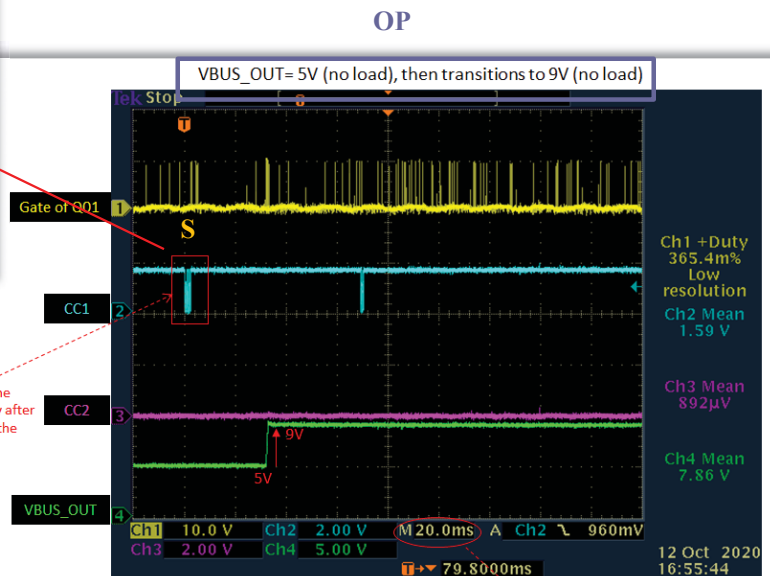 OP
VBUS_OUT= 5V (no load), then transitions to 9V (no load)
Tek Stop
T
Gate of Q01
1
S
Ch1 +Duty
365.4m%
Low
resolution
CC1
2
Ch2 Mean
1.59 V
Ch3 Mean
892µV
CC2
3
after
the
9V
5V
Ch4 Mean
7.86 V
VBUS_OUT
4
Ch1 10.0 V Ch2 2.00 V M 20.0ms A Ch2 960mV
Ch3 2.00 V Ch4 5.00 V
T 79.8000ms
12 Oct 2020
16:55:44